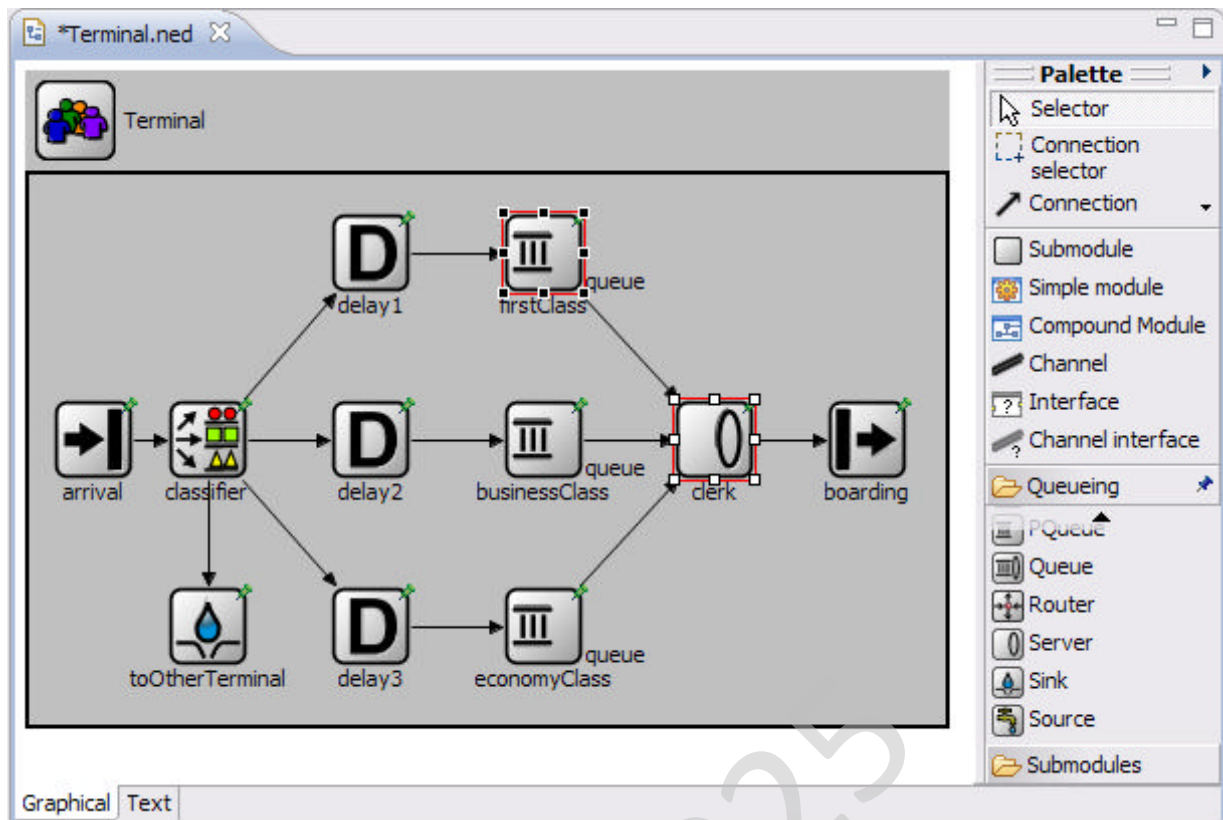 *Terminal.ned
Terminal
delay1
queue
firstClass
arrival
classifier
delay2
queue
businessClass
clerk
boarding
toOtherTerminal
delay3
queue
economyClass
Palette
Selector
Connection
selector
Connection
Submodule
Simple module
Compound Module
Channel
Interface
Channel interface
Queueing
PQueue
Queue
Router
Server
Sink
Source
Submodules
Graphical Text